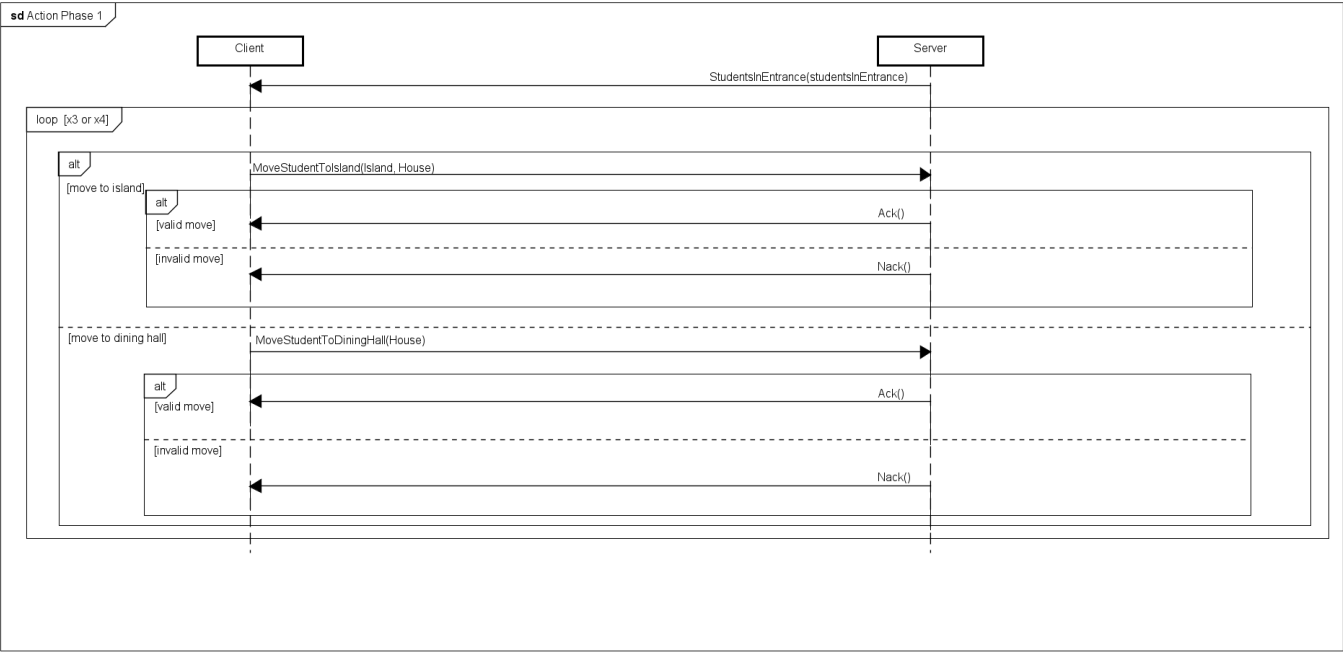 sd Action Phase 1
Client
Server
StudentsInEntrance(studentsInEntrance)
loop [x3 or x4]
alt
MoveStudentToIsland(Island, House)
[move to island]
alt
Ack()
[valid move]
[invalid move]
Nack()
[move to dining hall]
MoveStudentToDiningHall(House)
alt
Ack()
[valid move]
[invalid move]
Nack()